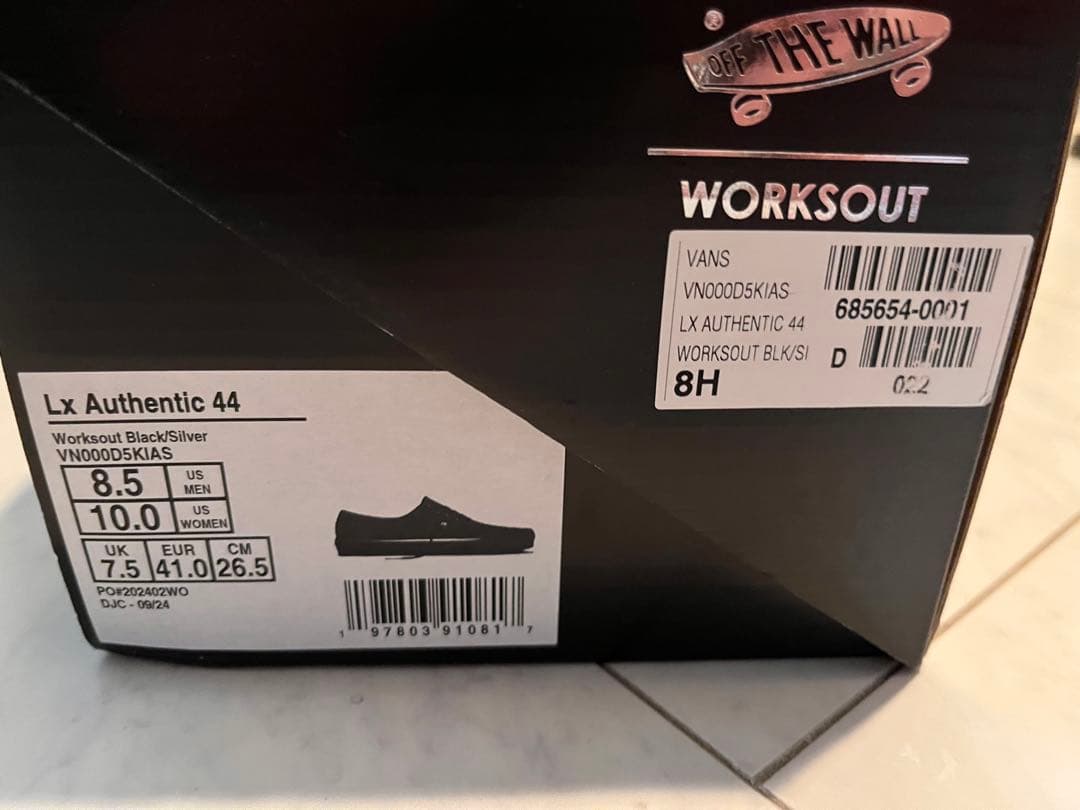 ®
"OFF THE WALL"
WORKSOUT
VANS
VN000D5KIAS
LX AUTHENTIC 44
WORKSOUT BLK/SI
8H
685654-0001
D
022
Lx Authentic 44
Worksout Black/Silver
VN000D5KIAS
8.5 US MEN
10.0 US WOMEN
UK EUR CM
7.5 41.0 26.5
PO#202402WO
DJC - 09/24
1 97803 91081 7